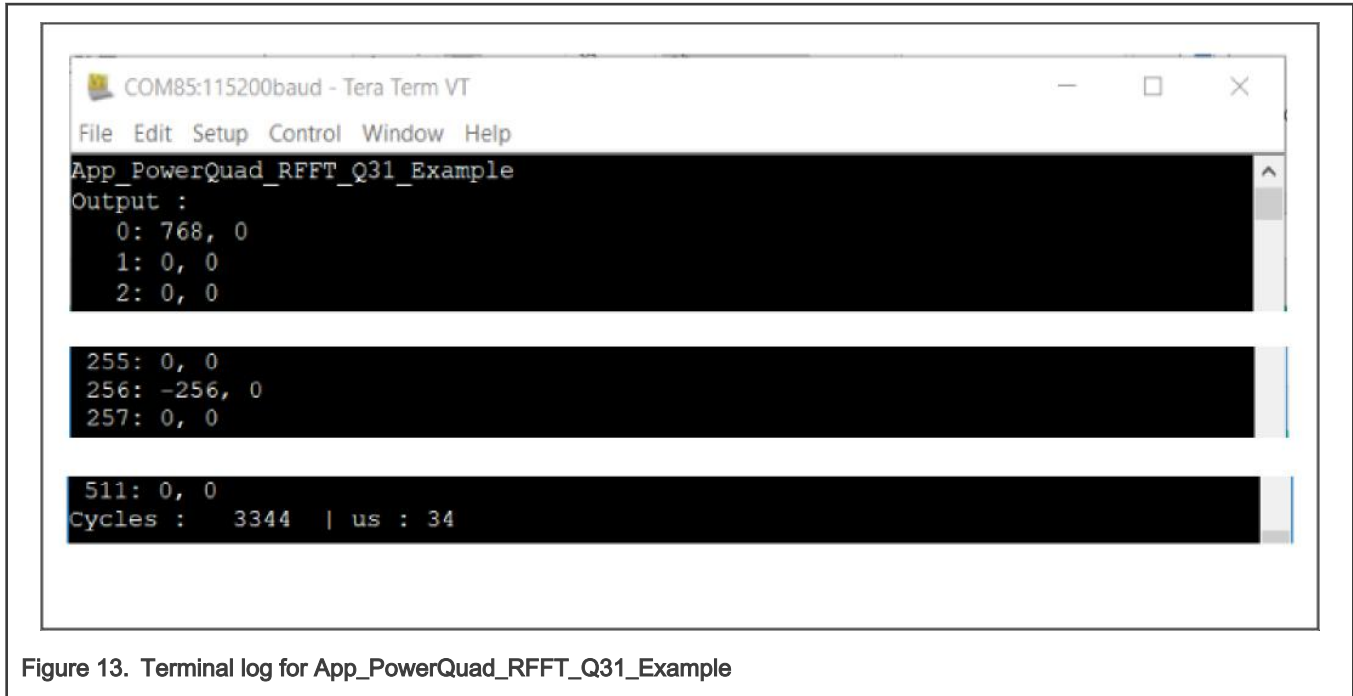 COM85:115200baud - Tera Term VT
File Edit Setup Control Window Help
App_PowerQuad_RFFT_Q31_Example
Output :
0: 768, 0
1: 0, 0
2: 0, 0
255: 0, 0
256: -256, 0
257: 0, 0
511: 0, 0
Cycles : 3344 | us : 34
Figure 13. Terminal log for App_PowerQuad_RFFT_Q31_Example